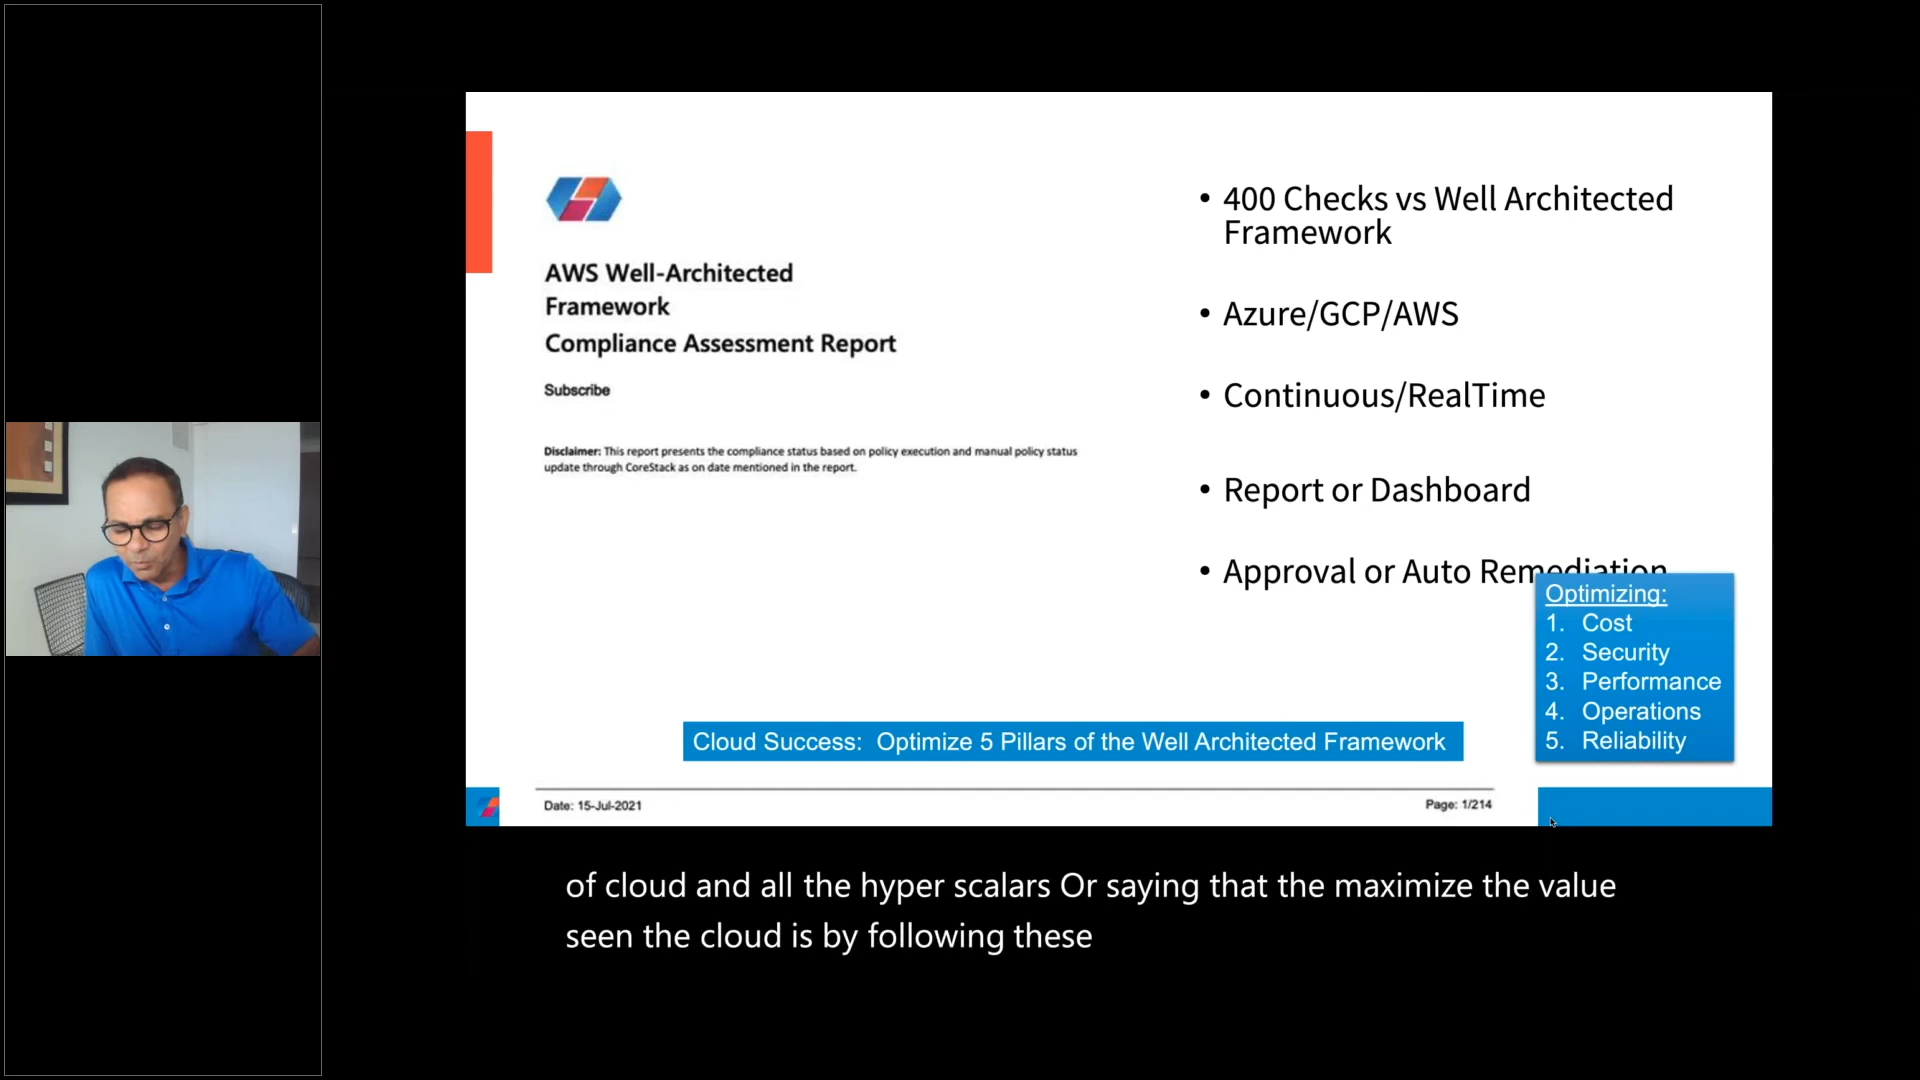 AWS Well-Architected
Framework
Compliance Assessment Report
Subscribe
Disclaimer: This report presents the compliance status based on policy execution and manual policy status
update through CoreStack as on date mentioned in the report.
• 400 Checks vs Well Architected
Framework
• Azure/GCP/AWS
• Continuous/RealTime
• Report or Dashboard
• Approval or Auto Remediation
Optimizing:
1. Cost
2. Security
3. Performance
4. Operations
5. Reliability
Cloud Success: Optimize 5 Pillars of the Well Architected Framework
Date: 15-Jul-2021
Page: 1/214
of cloud and all the hyper scalars Or saying that the maximize the value
seen the cloud is by following these